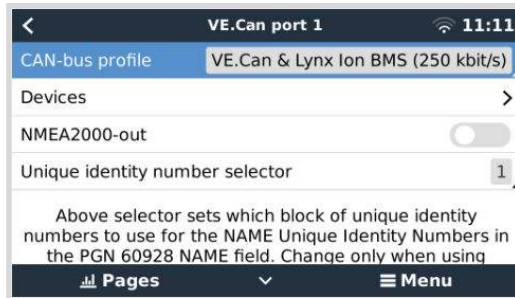 VE.Can port 1 11:11
CAN-bus profile VE.Can & Lynx Ion BMS (250 kbit/s)
Devices
NMEA2000-out
Unique identity number selector 1
Above selector sets which block of unique identity
numbers to use for the NAME Unique Identity Numbers in
the PGN 60928 NAME field. Change only when using
Pages Menu